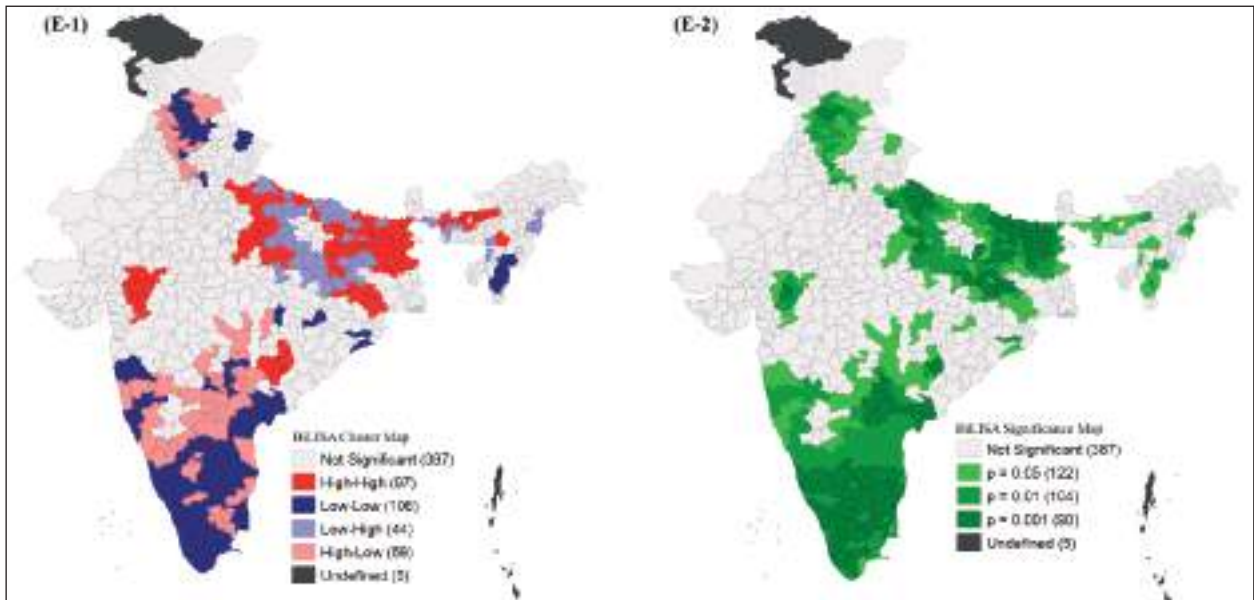 (E-1)
BiLISA Cluster Map
Not Significant (387)
High-High (97)
Low-Low (106)
Low-High (44)
High-Low (69)
Undefined (5)
(E-2)
BiLISA Significance Map
Not Significant (387)
p = 0.05 (122)
p = 0.01 (104)
p = 0.001 (90)
Undefined (5)